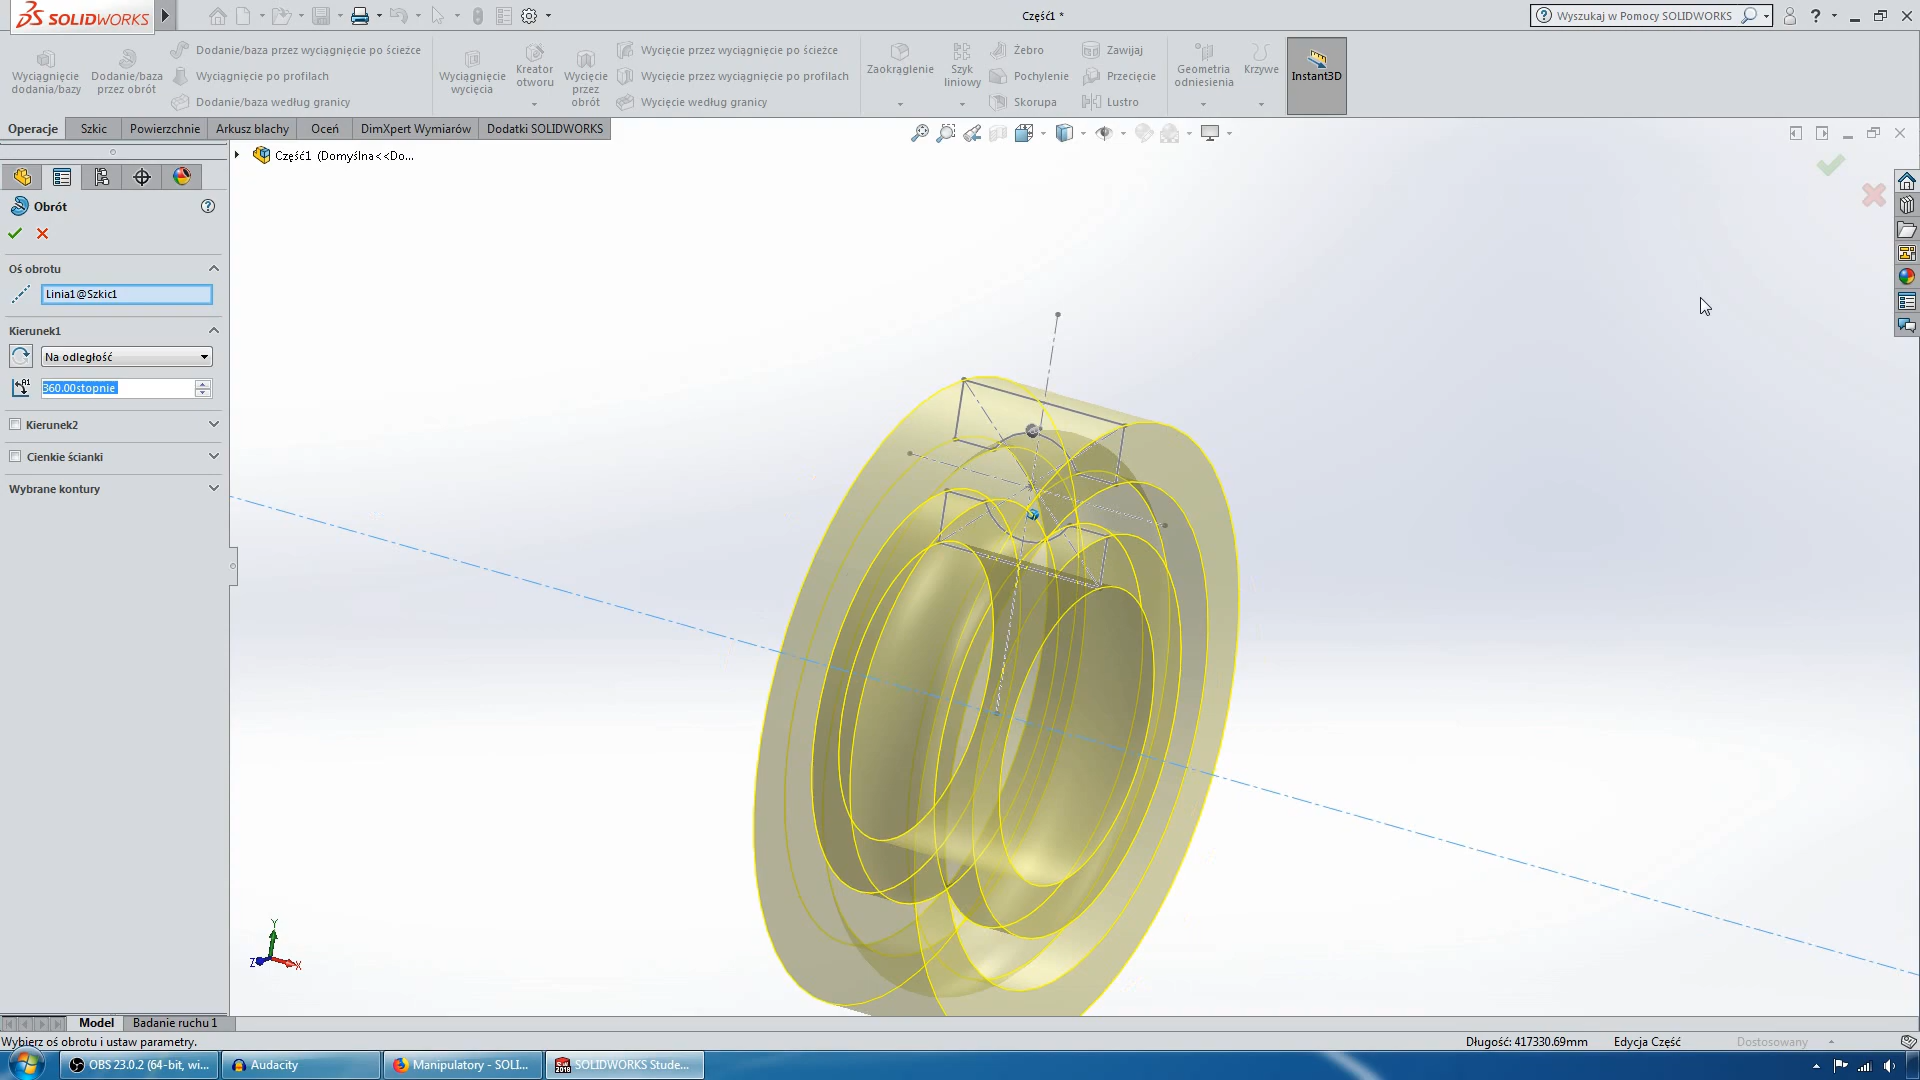 SOLIDWORKS
Część1 *
Wyszukaj w Pomocy SOLIDWORKS
?
Wyciągnięcie dodania/bazy
Dodanie/baza przez obrót
Dodanie/baza przez wyciągnięcie po ścieżce
Wyciągnięcie po profilach
Dodanie/baza według granicy
Wyciągnięcie wycięcia
Kreator otworu
Wycięcie przez obrót
Wycięcie przez wyciągnięcie po ścieżce
Wycięcie przez wyciągnięcie po profilach
Wycięcie według granicy
Zaokrąglenie
Szyk liniowy
Żebro
Pochylenie
Skorupa
Zawijaj
Przecięcie
Lustro
Geometria odniesienia
Krzywe
Instant3D
Operacje
Szkic
Powierzchnie
Arkusz blachy
Oceń
DimXpert Wymiarów
Dodatki SOLIDWORKS
Część1 (Domyślna<<Do...
Obrót
Oś obrotu
Linia1@Szkic1
Kierunek1
Na odległość
360.00stopnie
Kierunek2
Cienkie ścianki
Wybrane kontury
Y
Z
X
Model
Badanie ruchu 1
Wybierz oś obrotu i ustaw parametry.
Długość: 417330.69mm
Edycja Część
Dostosowany
OBS 23.0.2 (64-bit, wi...
Audacity
Manipulatory - SOLI...
SOLIDWORKS Stude...